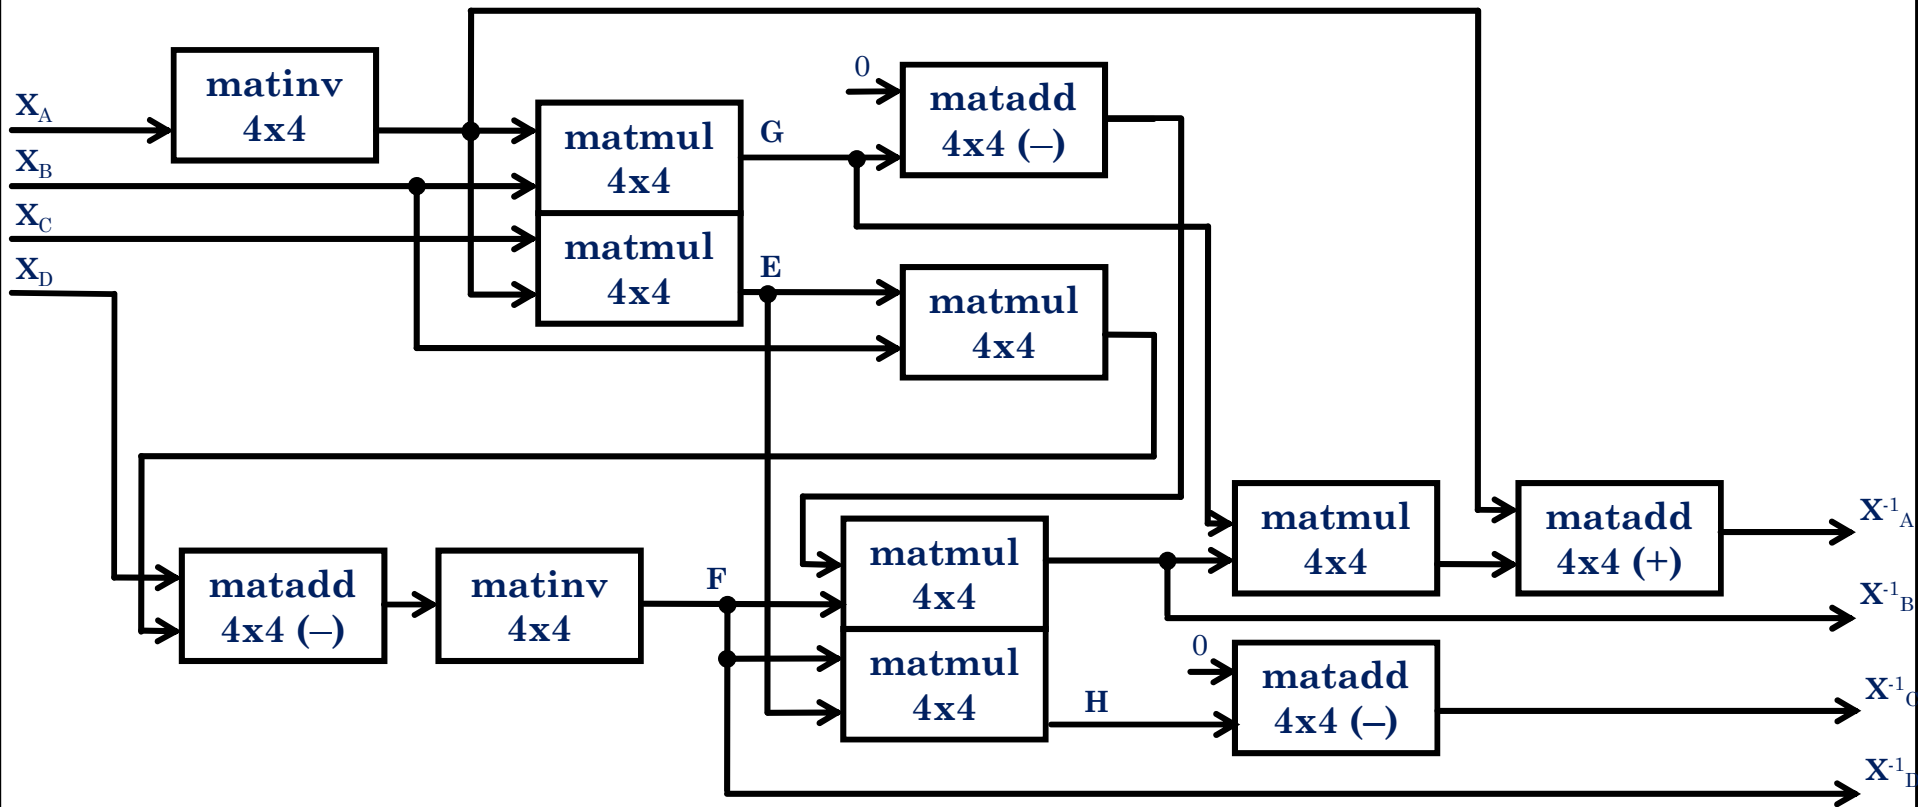 X_A
matinv
4x4
X_B
X_C
X_D
matmul
4x4
matmul
4x4
G
E
0
matadd
4x4 (–)
matmul
4x4
matadd
4x4 (–)
matinv
4x4
F
matmul
4x4
matmul
4x4
H
matmul
4x4
0
matadd
4x4 (–)
matadd
4x4 (+)
X⁻¹_A
X⁻¹_B
X⁻¹_C
X⁻¹_D